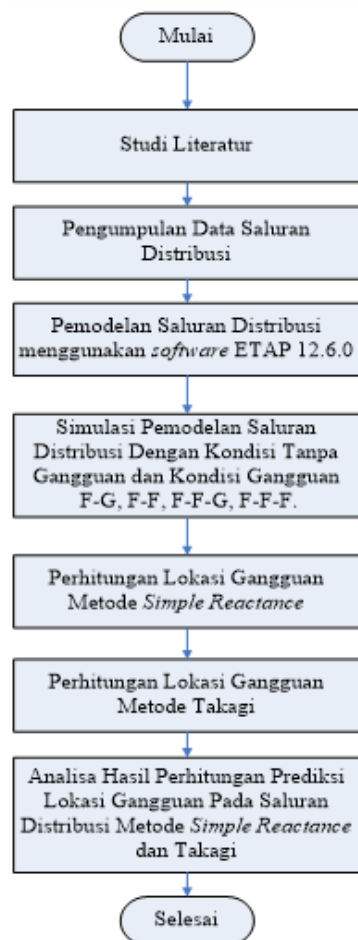 Mulai
Studi Literatur
Pengumpulan Data Saluran
Distribusi
Pemodelan Saluran Distribusi
menggunakan software ETAP 12.6.0
Simulasi Pemodelan Saluran
Distribusi Dengan Kondisi Tanpa
Gangguan dan Kondisi Gangguan
F-G, F-F, F-F-G, F-F-F.
Perhitungan Lokasi Gangguan
Metode Simple Reactance
Perhitungan Lokasi Gangguan
Metode Takagi
Analisa Hasil Perhitungan Prediksi
Lokasi Gangguan Pada Saluran
Distribusi Metode Simple Reactance
dan Takagi
Selesai